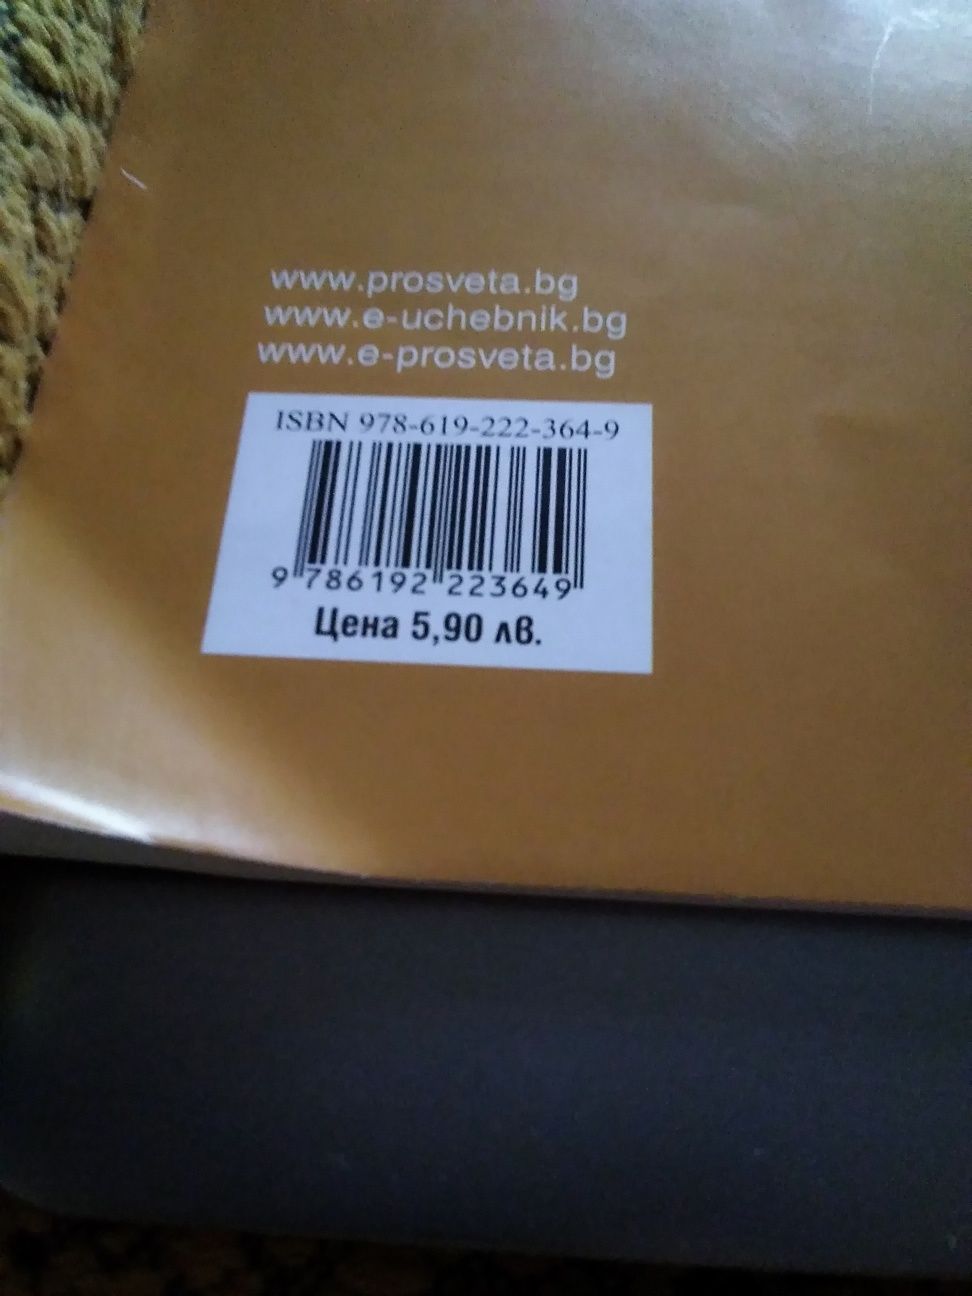 www.prosveta.bg
www.e-uchebnik.bg
www.e-prosveta.bg
ISBN 978-619-222-364-9
9 786192 223649
Цена 5,90 лв.